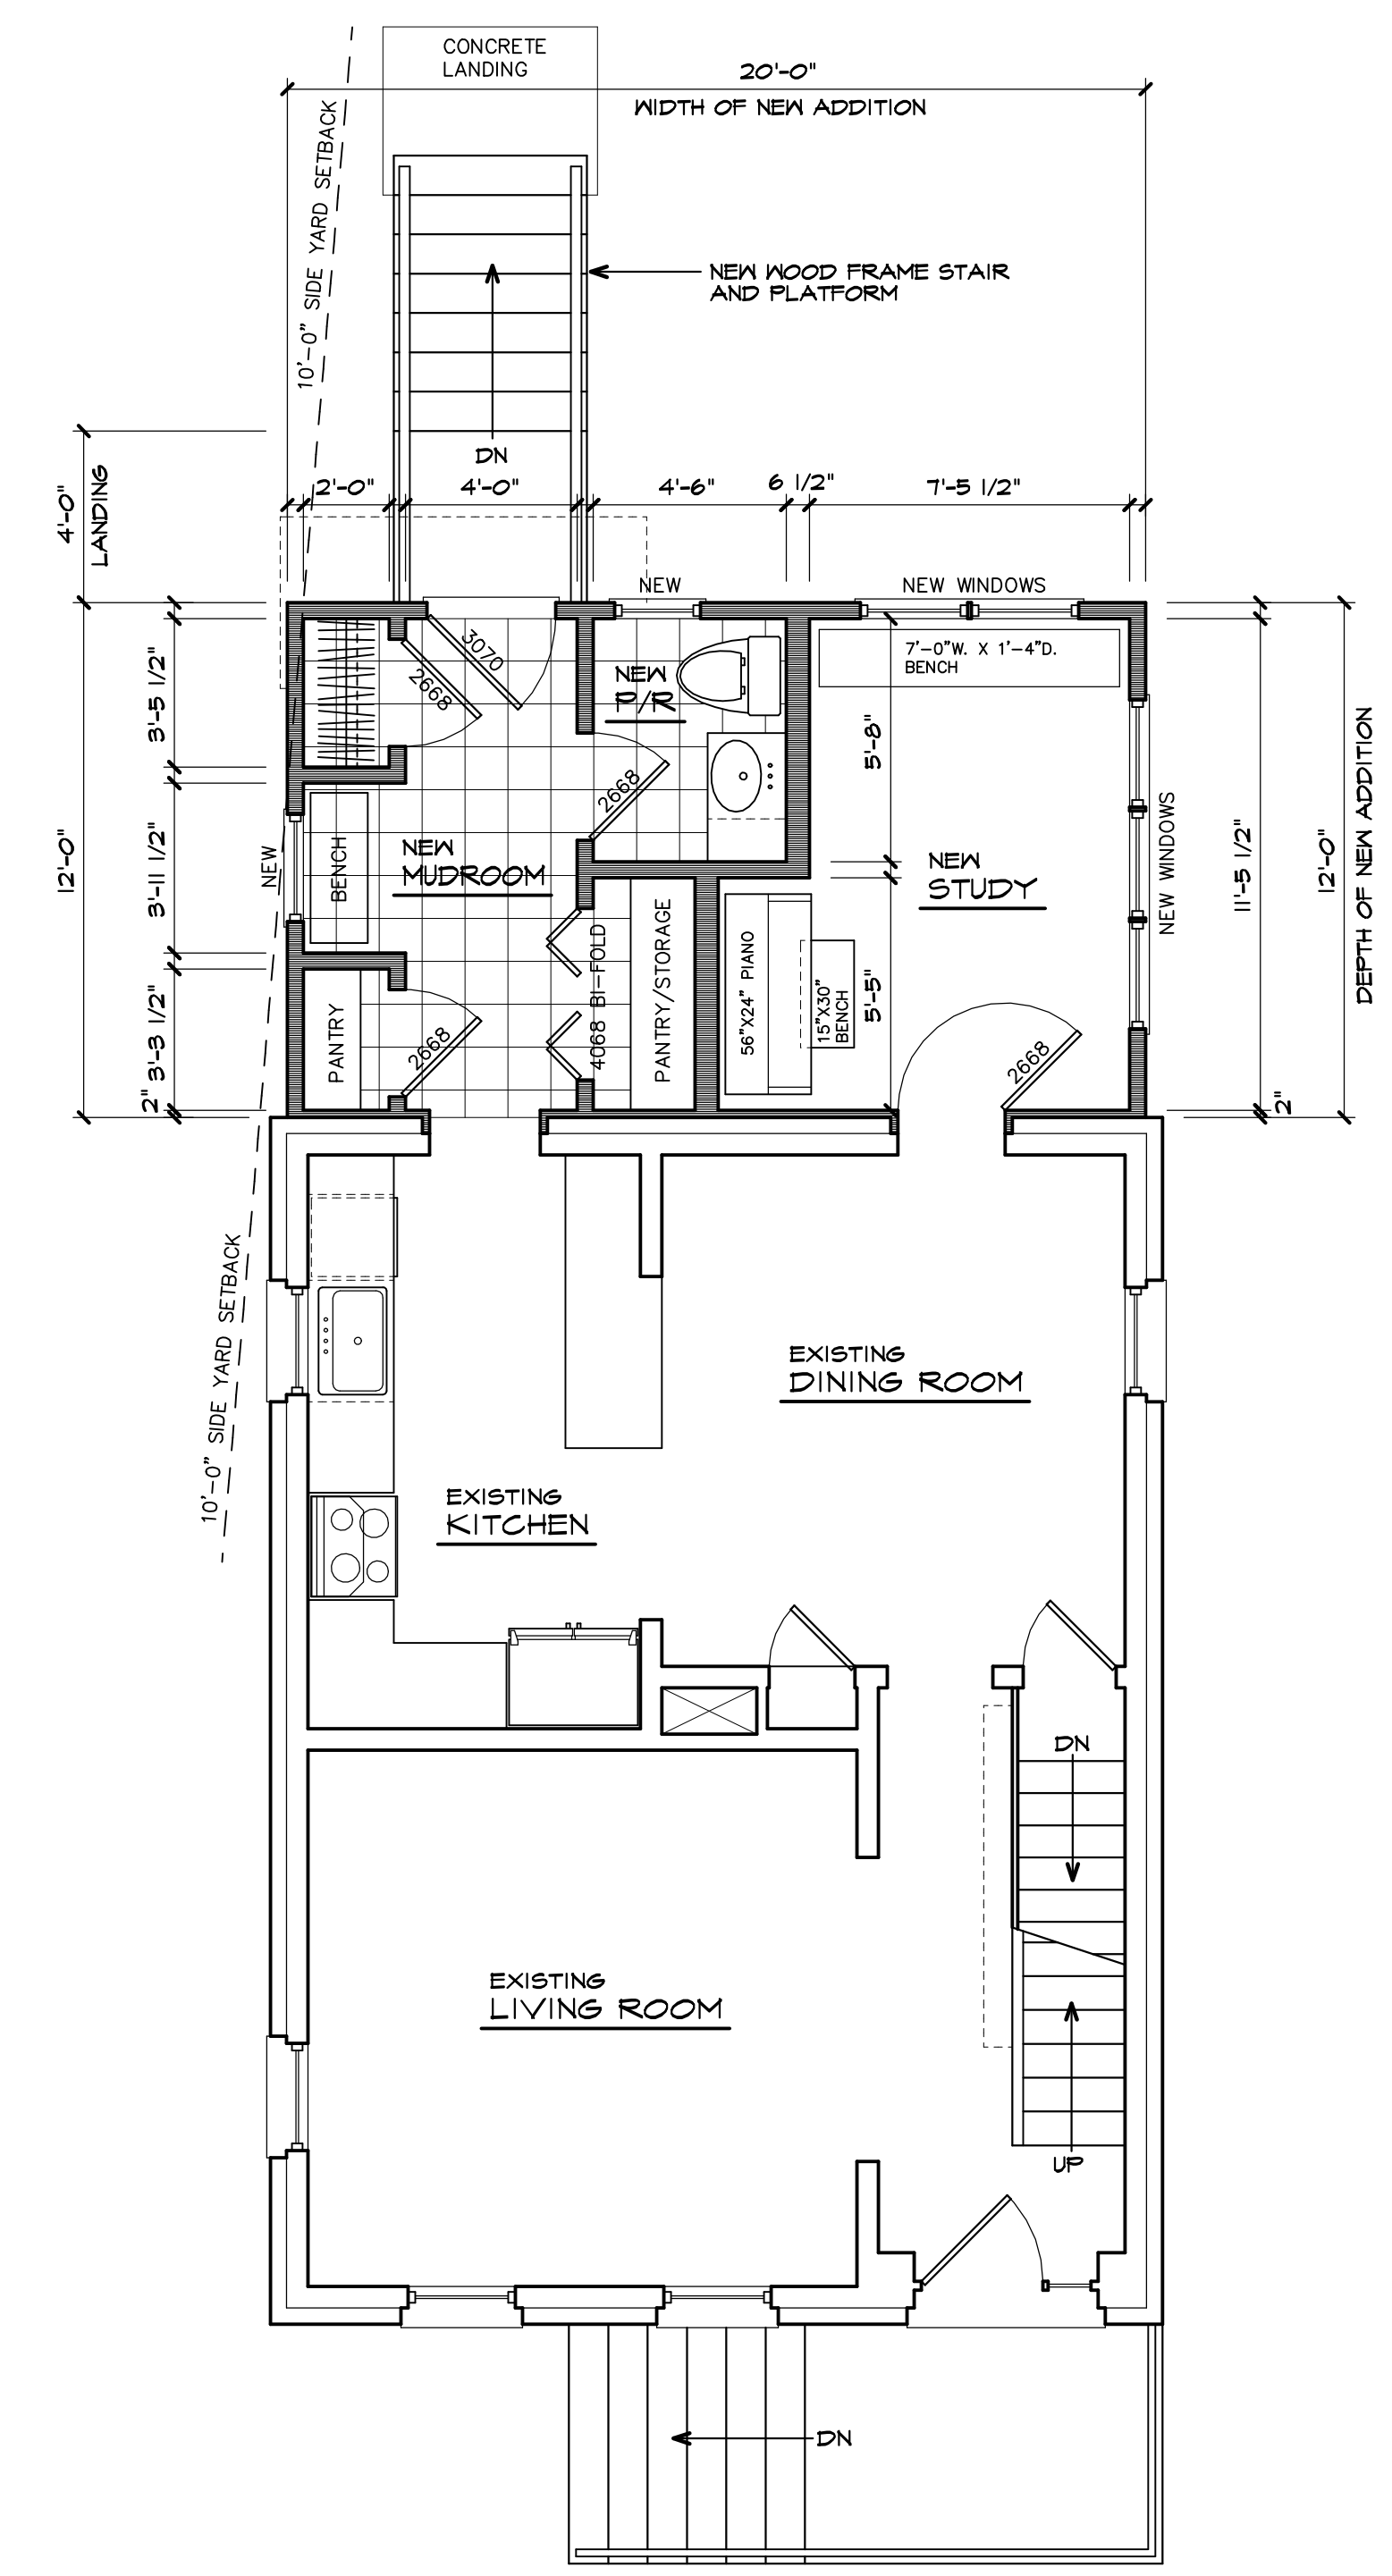 CONCRETE
LANDING
20'-0"
WIDTH OF NEW ADDITION
10'-0" SIDE YARD SETBACK
NEW WOOD FRAME STAIR
AND PLATFORM
DN
4'-0"
LANDING
2'-0"
4'-0"
4'-6"
6 1/2"
7'-5 1/2"
NEW
NEW WINDOWS
3070
2668
NEW
P/R
7'-0"W. X 1'-4"D.
BENCH
3'-5 1/2"
5'-8"
2668
12'-0"
3'-11 1/2"
NEW
BENCH
NEW
MUDROOM
NEW
STUDY
NEW WINDOWS
11'-5 1/2"
12'-0"
DEPTH OF NEW ADDITION
4068 BI-FOLD
PANTRY/STORAGE
56"X24" PIANO
15"X30"
BENCH
5'-5"
3'-3 1/2"
PANTRY
2668
2668
2"
2"
10'-0" SIDE YARD SETBACK
EXISTING
DINING ROOM
EXISTING
KITCHEN
DN
EXISTING
LIVING ROOM
UP
DN